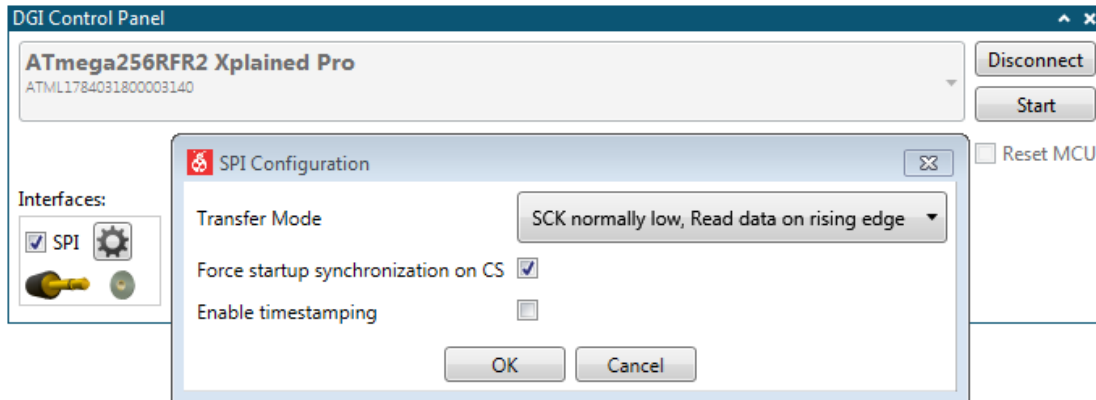 DGI Control Panel
ATmega256RFR2 Xplained Pro
ATML1784031800003140
Disconnect
Start
Reset MCU
Interfaces:
SPI
SPI Configuration
Transfer Mode
SCK normally low, Read data on rising edge
Force startup synchronization on CS
Enable timestamping
OK
Cancel